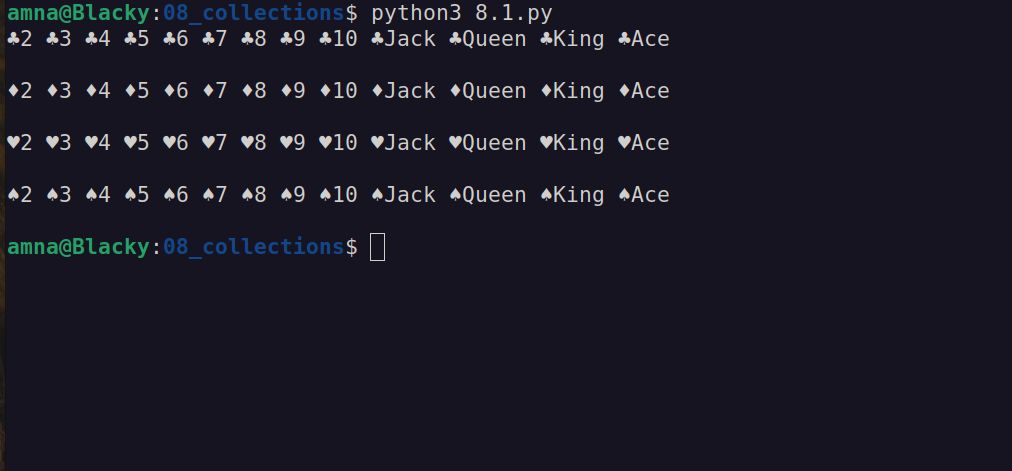 amna@Blacky:08_collections$ python3 8.1.py
♣2 ♣3 ♣4 ♣5 ♣6 ♣7 ♣8 ♣9 ♣10 ♣Jack ♣Queen ♣King ♣Ace
♦2 ♦3 ♦4 ♦5 ♦6 ♦7 ♦8 ♦9 ♦10 ♦Jack ♦Queen ♦King ♦Ace
♥2 ♥3 ♥4 ♥5 ♥6 ♥7 ♥8 ♥9 ♥10 ♥Jack ♥Queen ♥King ♥Ace
♠2 ♠3 ♠4 ♠5 ♠6 ♠7 ♠8 ♠9 ♠10 ♠Jack ♠Queen ♠King ♠Ace
amna@Blacky:08_collections$